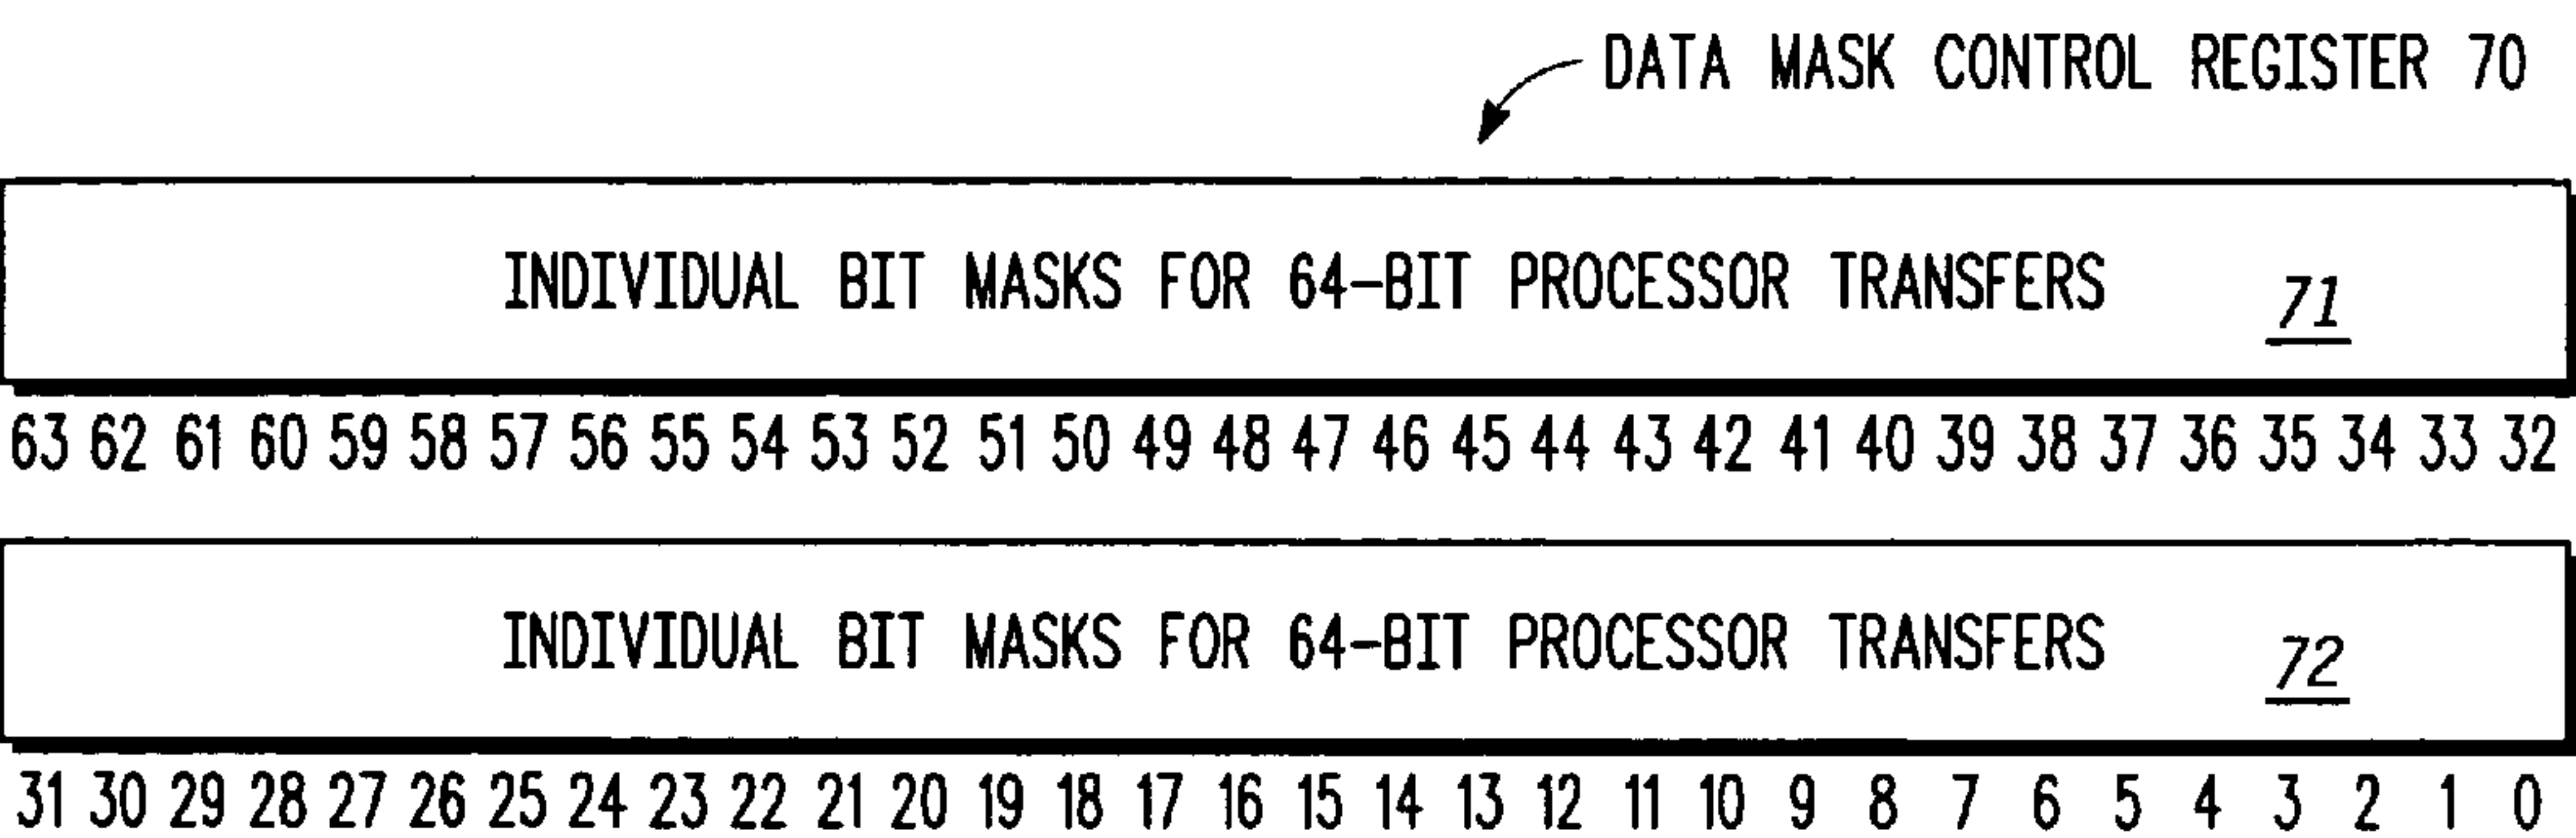 DATA MASK CONTROL REGISTER 70
INDIVIDUAL BIT MASKS FOR 64-BIT PROCESSOR TRANSFERS 71
63 62 61 60 59 58 57 56 55 54 53 52 51 50 49 48 47 46 45 44 43 42 41 40 39 38 37 36 35 34 33 32
INDIVIDUAL BIT MASKS FOR 64-BIT PROCESSOR TRANSFERS 72
31 30 29 28 27 26 25 24 23 22 21 20 19 18 17 16 15 14 13 12 11 10 9 8 7 6 5 4 3 2 1 0